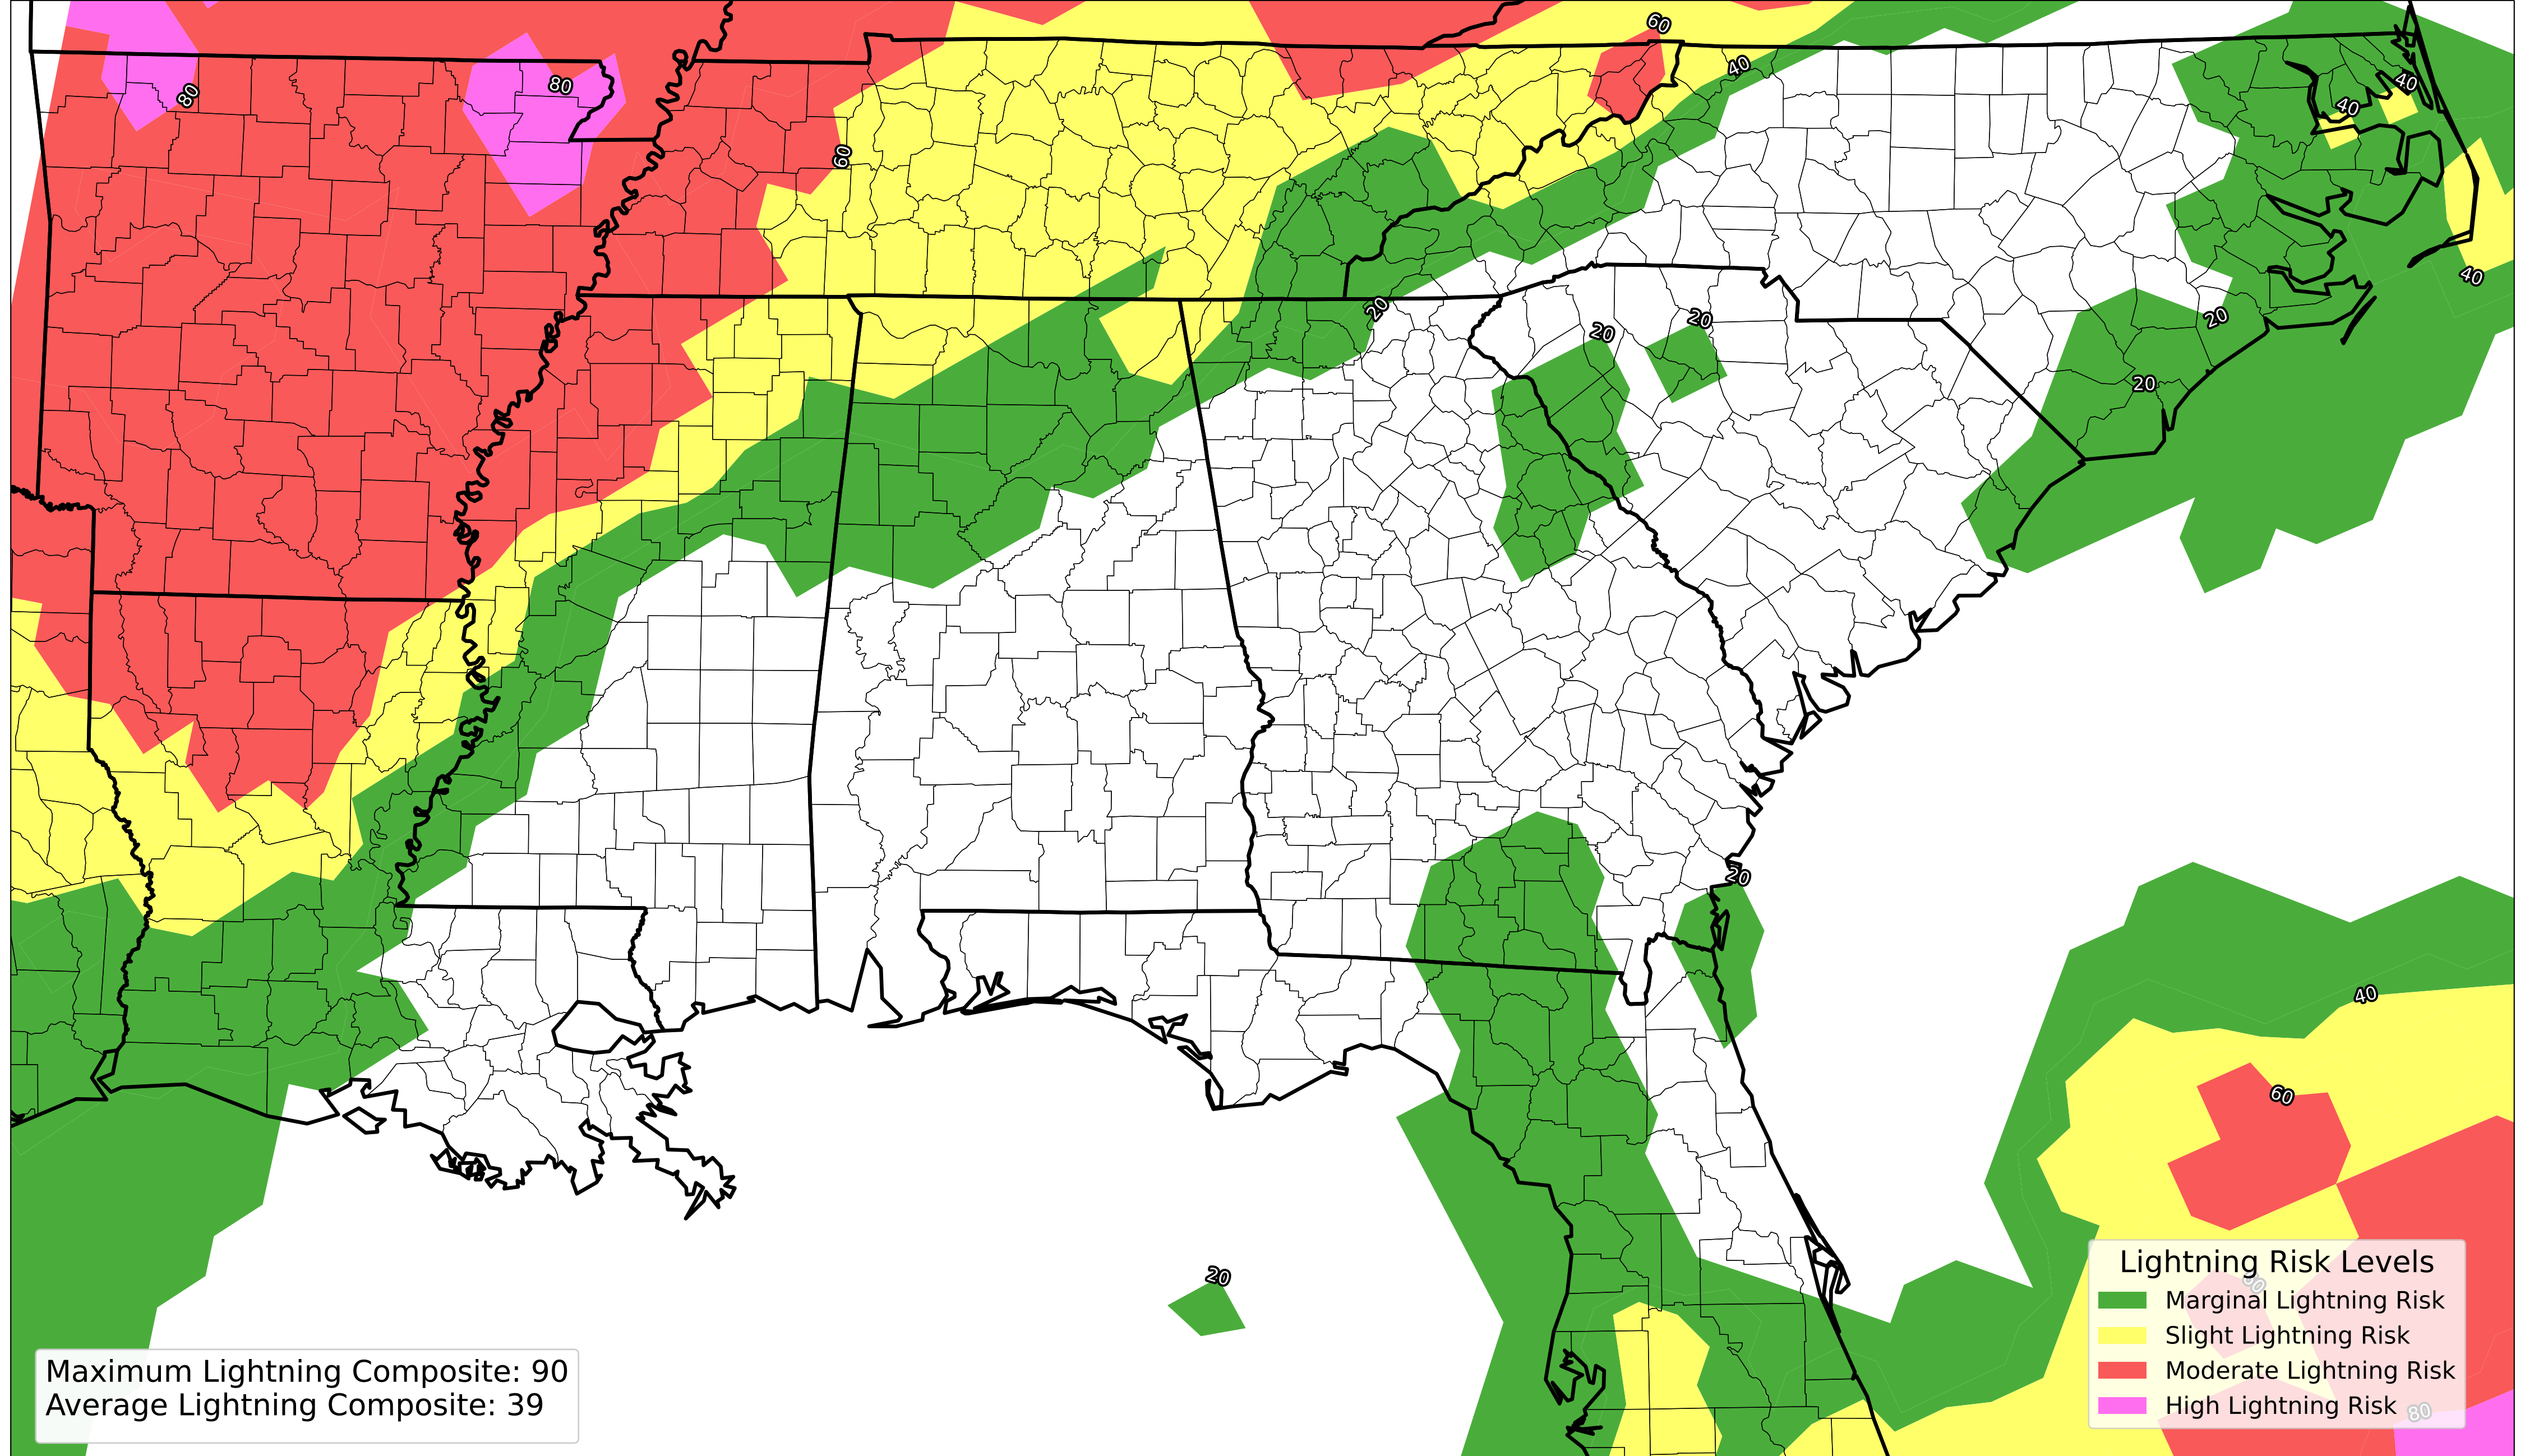 60
40
80
80
40
40
60
40
20
20
20
20
20
20
40
60
20
80
Lightning Risk Levels
Marginal Lightning Risk
Slight Lightning Risk
Moderate Lightning Risk
High Lightning Risk
80
Maximum Lightning Composite: 90
Average Lightning Composite: 39